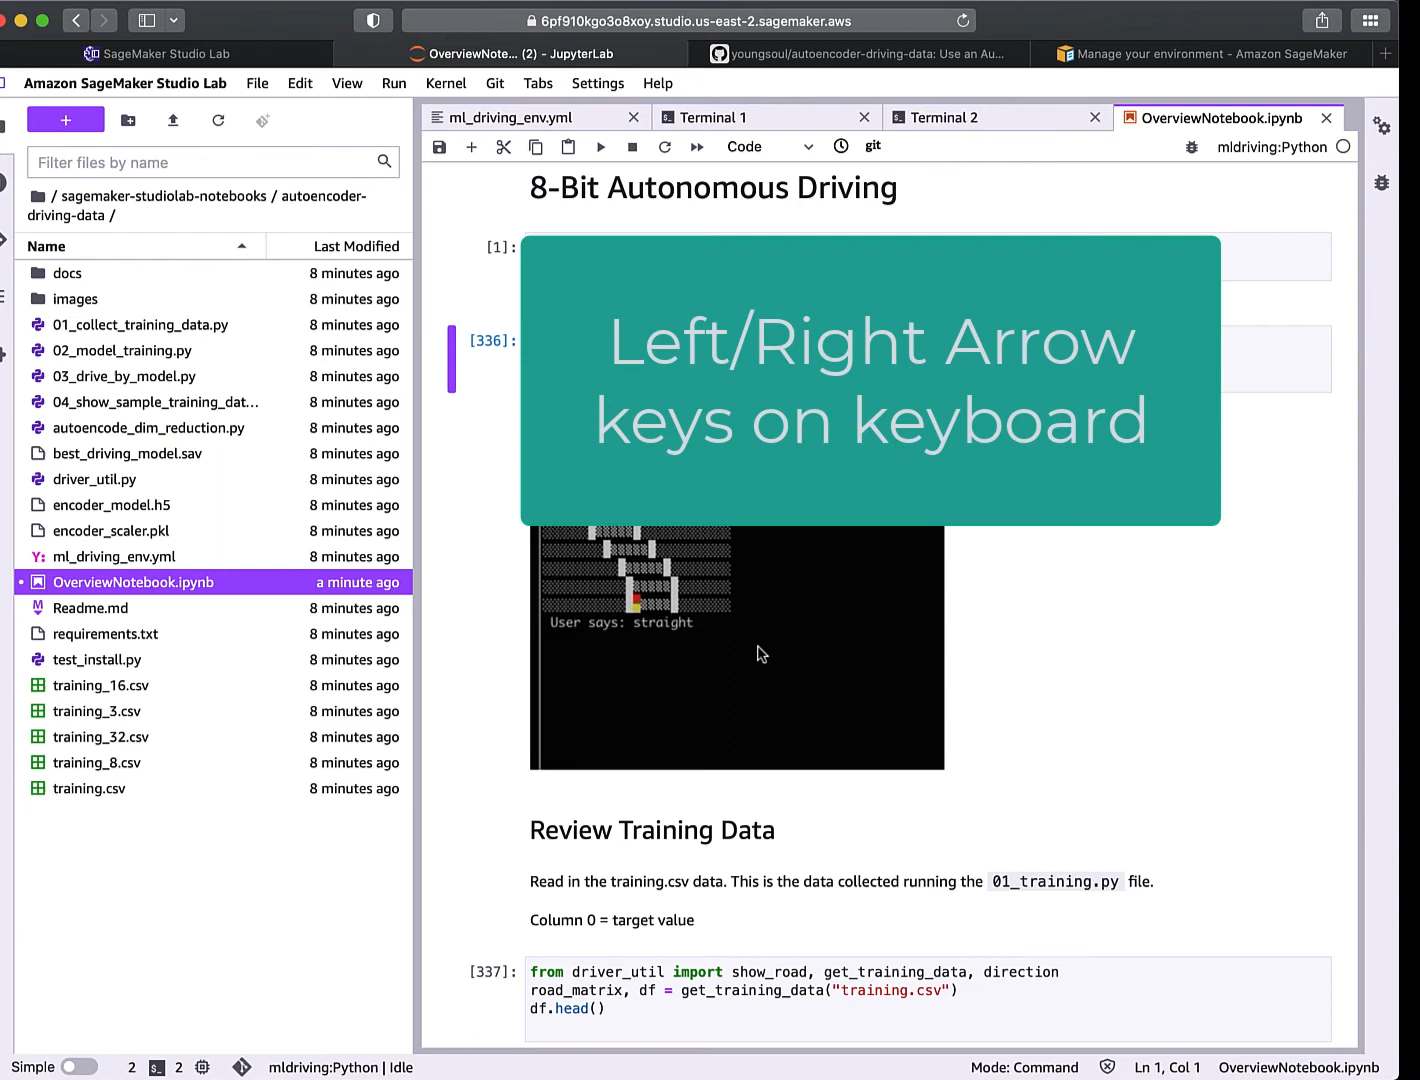 6pf910kgo3o8xoy.studio.us-east-2.sagemaker.aws
SageMaker Studio Lab
OverviewNote... (2) - JupyterLab
youngsoul/autoencoder-driving-data: Use an Au...
Manage your environment - Amazon SageMaker
Amazon SageMaker Studio Lab File Edit View Run Kernel Git Tabs Settings Help
ml_driving_env.yml
Terminal 1
Terminal 2
OverviewNotebook.ipynb
Code
git
mldriving:Python
Filter files by name
/ sagemaker-studiolab-notebooks / autoencoder-
driving-data /
Name Last Modified
docs 8 minutes ago
images 8 minutes ago
01_collect_training_data.py 8 minutes ago
02_model_training.py 8 minutes ago
03_drive_by_model.py 8 minutes ago
04_show_sample_training_dat... 8 minutes ago
autoencode_dim_reduction.py 8 minutes ago
best_driving_model.sav 8 minutes ago
driver_util.py 8 minutes ago
encoder_model.h5 8 minutes ago
encoder_scaler.pkl 8 minutes ago
Y: ml_driving_env.yml 8 minutes ago
OverviewNotebook.ipynb a minute ago
Readme.md 8 minutes ago
requirements.txt 8 minutes ago
test_install.py 8 minutes ago
training_16.csv 8 minutes ago
training_3.csv 8 minutes ago
training_32.csv 8 minutes ago
training_8.csv 8 minutes ago
training.csv 8 minutes ago
8-Bit Autonomous Driving
[1]:
[336]:
Left/Right Arrow
keys on keyboard
User says: straight
Review Training Data
Read in the training.csv data. This is the data collected running the 01_training.py file.
Column 0 = target value
[337]:
from driver_util import show_road, get_training_data, direction
road_matrix, df = get_training_data("training.csv")
df.head()
Simple 2 2 mldriving:Python | Idle
Mode: Command Ln 1, Col 1 OverviewNotebook.ipynb